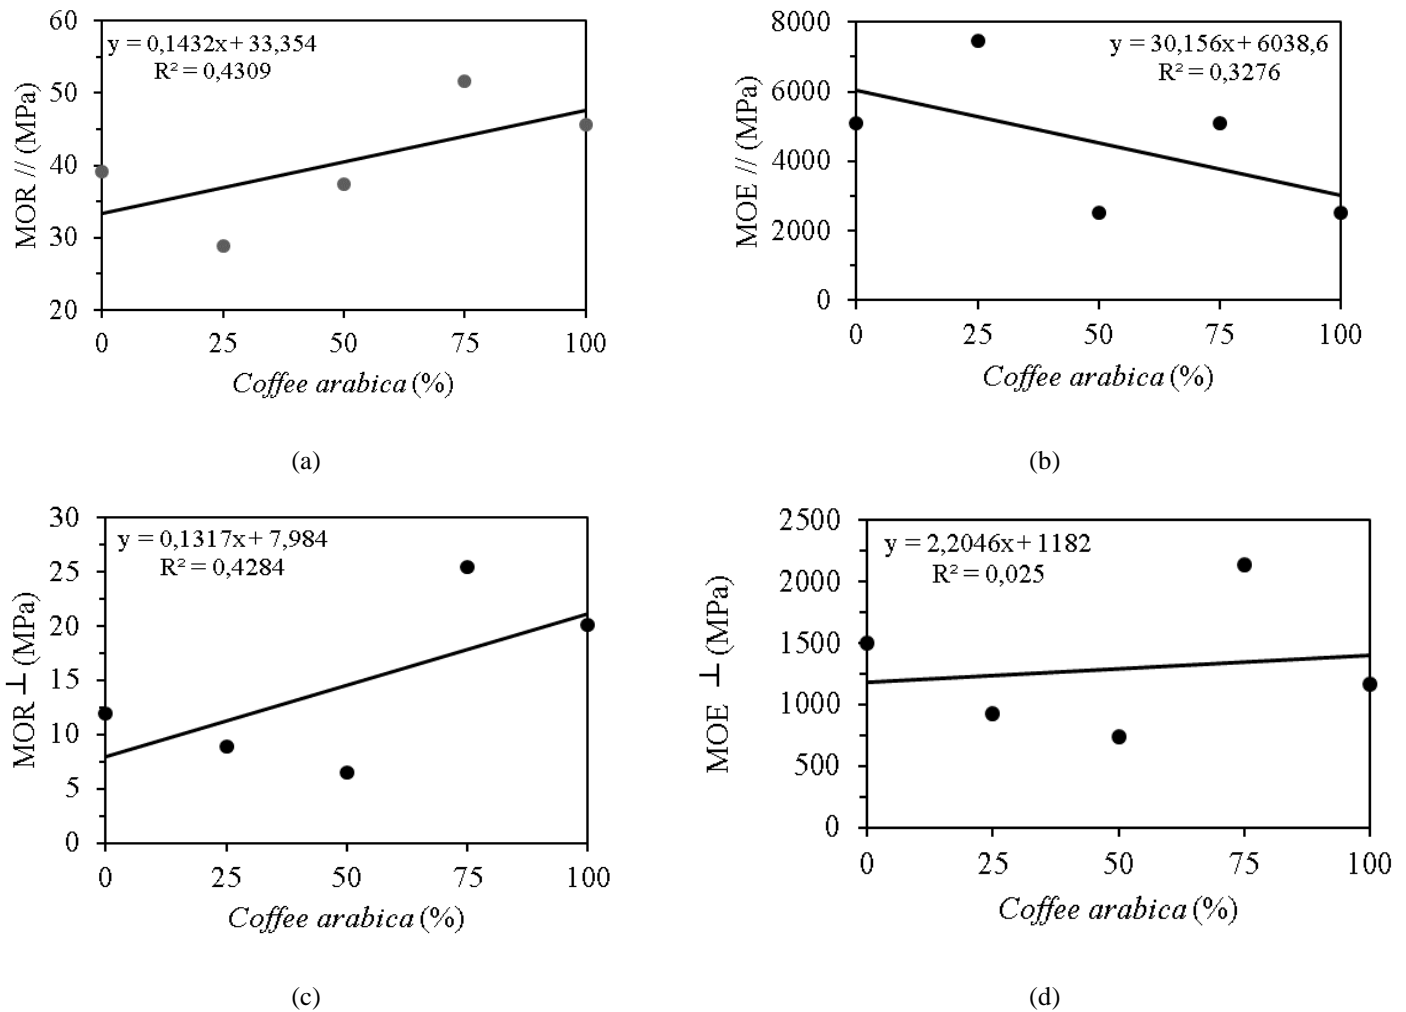 y = 0,1432x + 33,354
R² = 0,4309
MOR // (MPa)
60
50
40
30
20
0 25 50 75 100
Coffee arabica (%)
(a)
y = 30,156x + 6038,6
R² = 0,3276
MOE // (MPa)
8000
6000
4000
2000
0
0 25 50 75 100
Coffee arabica (%)
(b)
y = 0,1317x + 7,984
R² = 0,4284
MOR ⊥ (MPa)
30
25
20
15
10
5
0
0 25 50 75 100
Coffee arabica (%)
(c)
y = 2,2046x + 1182
R² = 0,025
MOE ⊥ (MPa)
2500
2000
1500
1000
500
0
0 25 50 75 100
Coffee arabica (%)
(d)